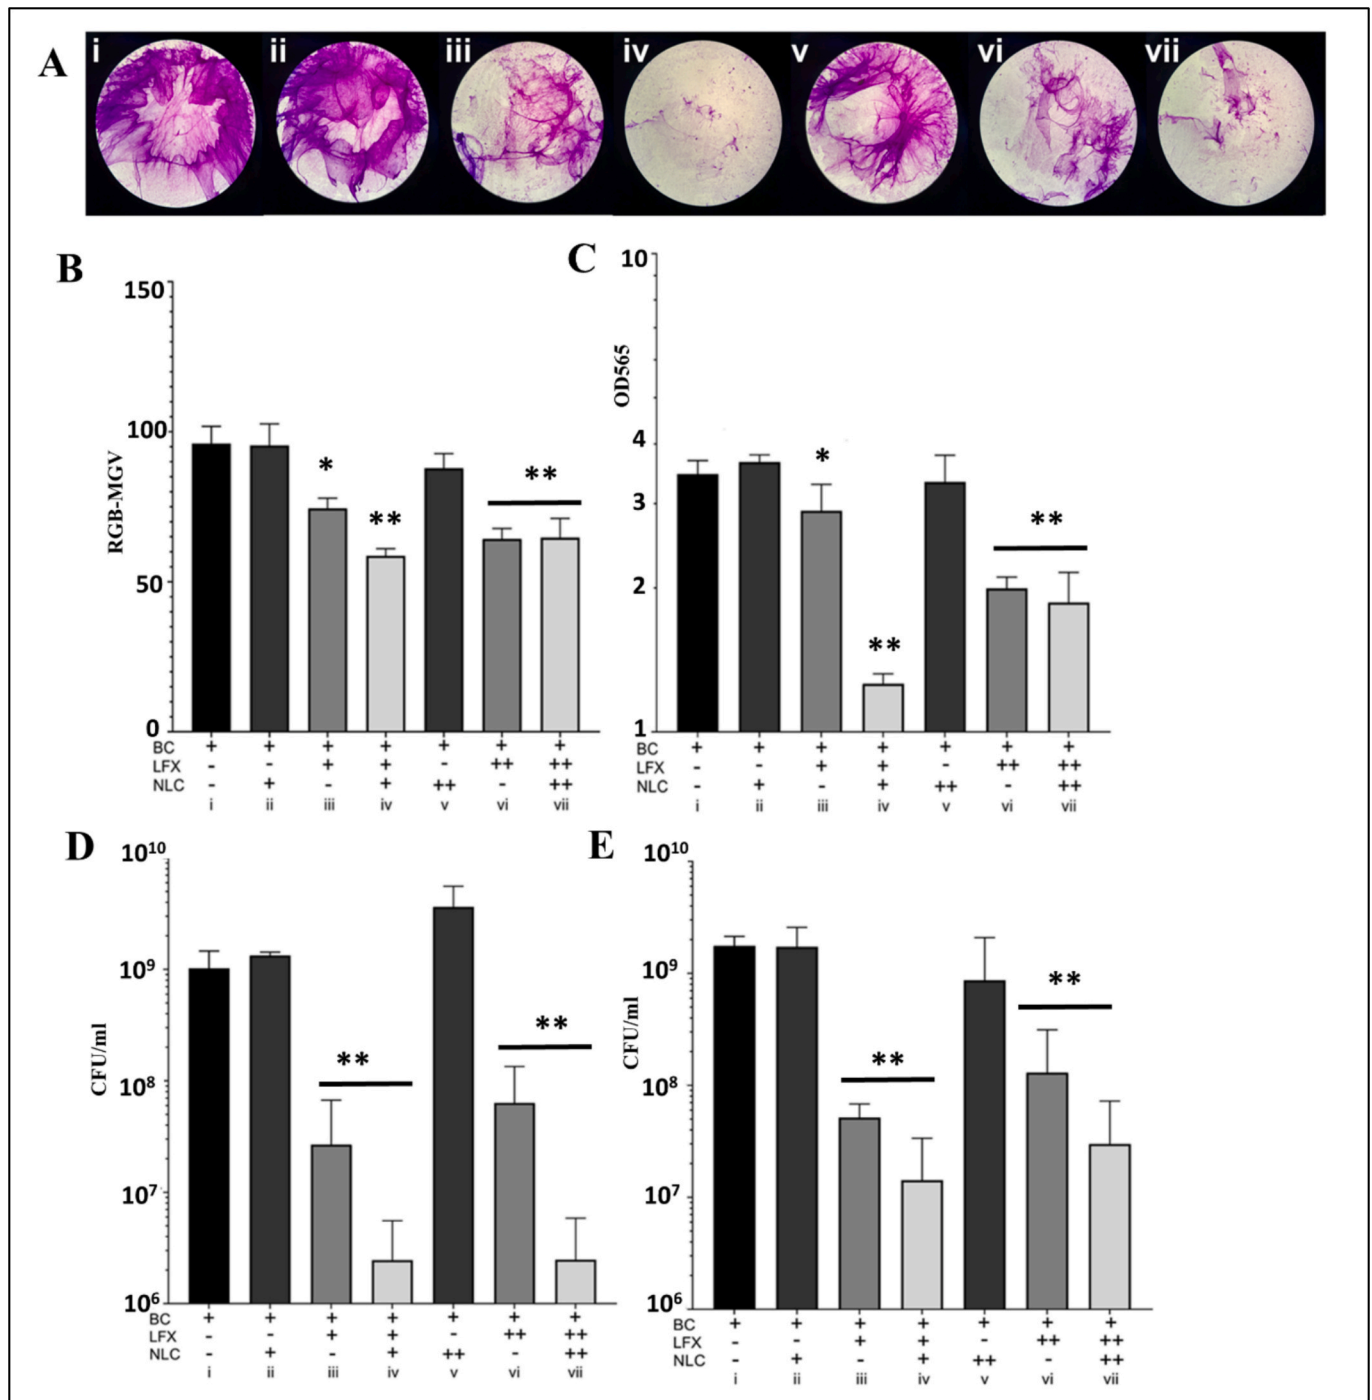 A i ii iii iv v vi vii
B
150
100
50
0
RGB-MGV
* ** **
BC + + + + + + +
LFX - - + + - ++ ++
NLC - + - + ++ - ++
i ii iii iv v vi vii
C
10
4
3
2
1
OD565
* ** **
BC + + + + + + +
LFX - - + + - ++ ++
NLC - + - + ++ - ++
i ii iii iv v vi vii
D
10¹⁰
10⁹
10⁸
10⁷
10⁶
CFU/ml
** **
BC + + + + + + +
LFX - - + + - ++ ++
NLC - + - + ++ - ++
i ii iii iv v vi vii
E
10¹⁰
10⁹
10⁸
10⁷
10⁶
CFU/ml
** **
BC + + + + + + +
LFX - - + + - ++ ++
NLC - + - + ++ - ++
i ii iii iv v vi vii